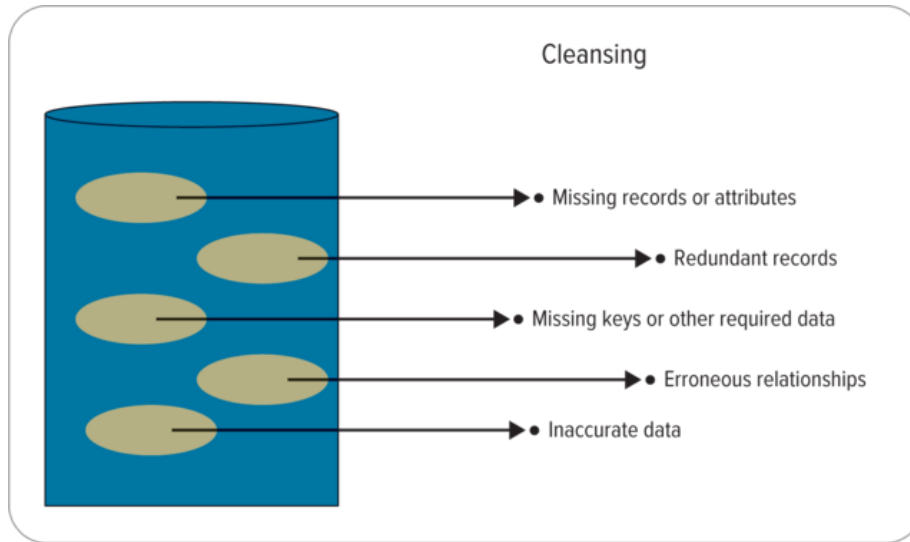 Cleansing
• Missing records or attributes
• Redundant records
• Missing keys or other required data
• Erroneous relationships
• Inaccurate data